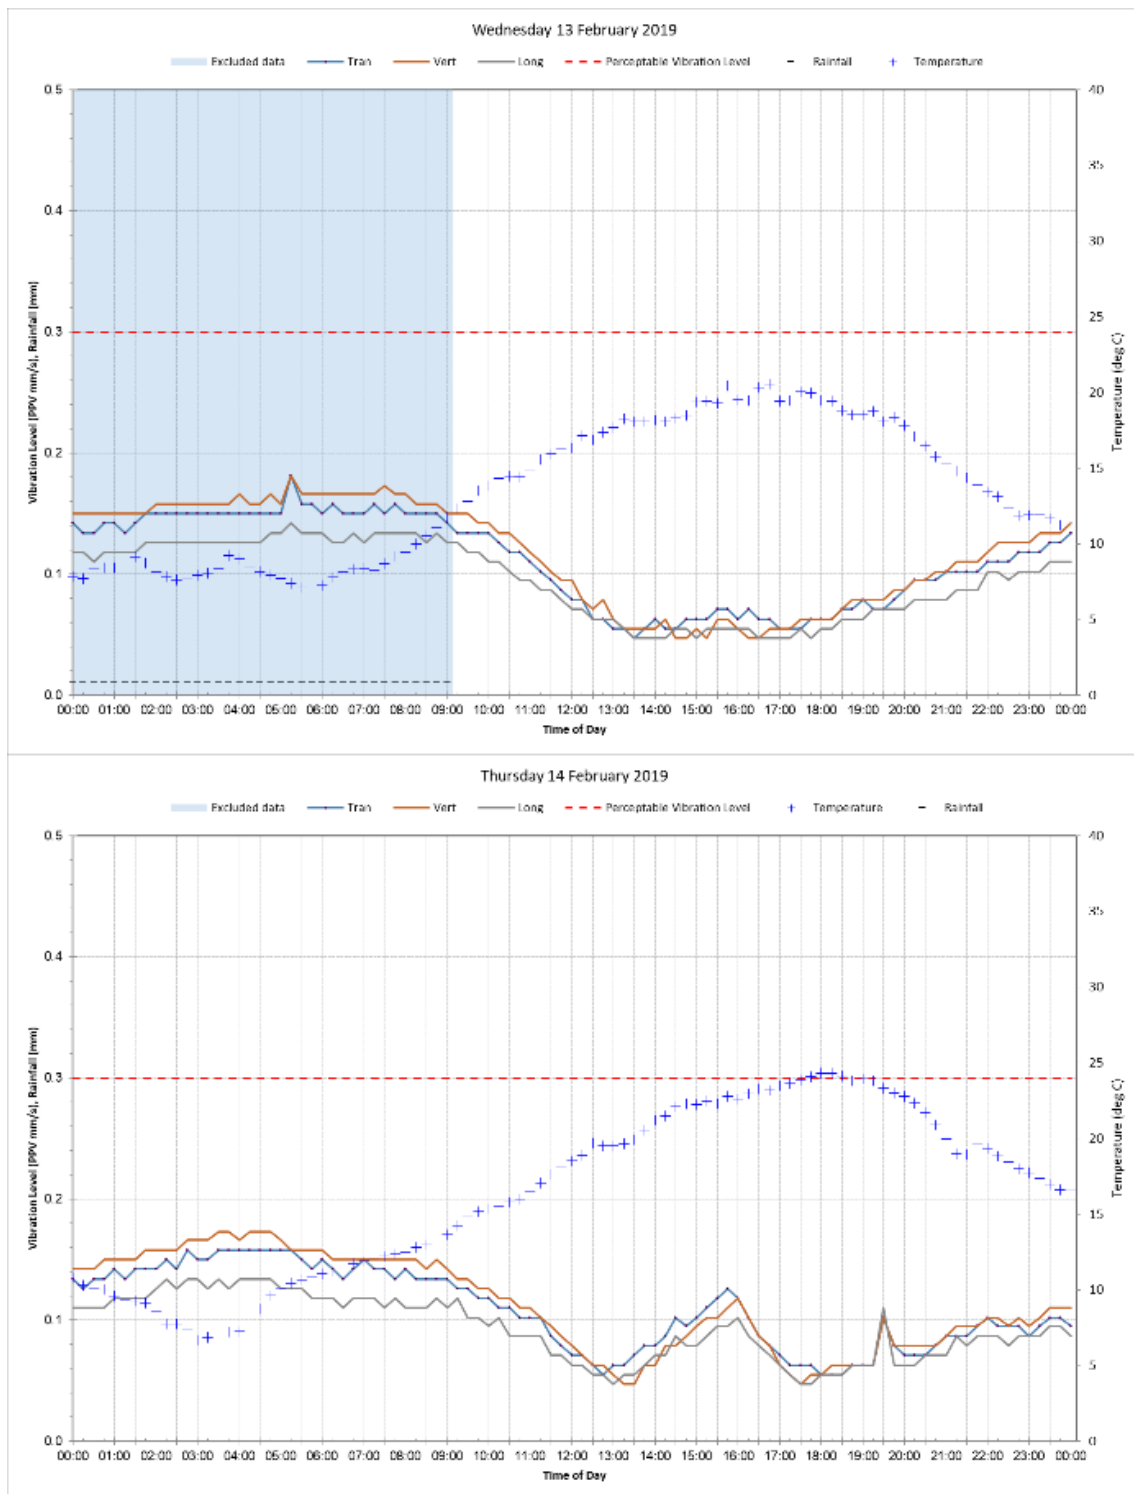 Wednesday 13 February 2019
Excluded data Tran Vert Long Perceptable Vibration Level Rainfall Temperature
0.5 40
35
0.4
30
0.3
25
20
0.2
15
10
0.1
5
0.0 0
Vibration Level [PPV mm/s], Rainfall [mm]
Temperature (deg C)
00:00 01:00 02:00 03:00 04:00 05:00 06:00 07:00 08:00 09:00 10:00 11:00 12:00 13:00 14:00 15:00 16:00 17:00 18:00 19:00 20:00 21:00 22:00 23:00 00:00
Time of Day
Thursday 14 February 2019
Excluded data Tran Vert Long Perceptable Vibration Level Temperature Rainfall
0.5 40
35
0.4
30
0.3
25
20
0.2
15
10
0.1
5
0.0 0
Vibration Level [PPV mm/s], Rainfall [mm]
Temperature (deg C)
00:00 01:00 02:00 03:00 04:00 05:00 06:00 07:00 08:00 09:00 10:00 11:00 12:00 13:00 14:00 15:00 16:00 17:00 18:00 19:00 20:00 21:00 22:00 23:00 00:00
Time of Day